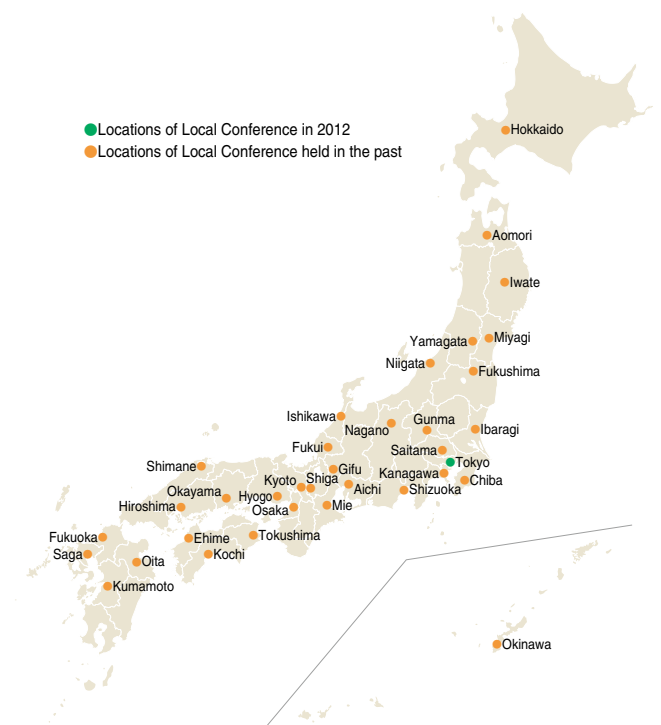 Locations of Local Conference in 2012
Locations of Local Conference held in the past
Hokkaido
Aomori
Iwate
Yamagata
Miyagi
Niigata
Fukushima
Ishikawa
Nagano
Gunma
Ibaragi
Fukui
Saitama
Tokyo
Shimane
Gifu
Kanagawa
Chiba
Kyoto
Shiga
Aichi
Shizuoka
Okayama
Hyogo
Hiroshima
Osaka
Mie
Fukuoka
Ehime
Tokushima
Saga
Oita
Kochi
Kumamoto
Okinawa